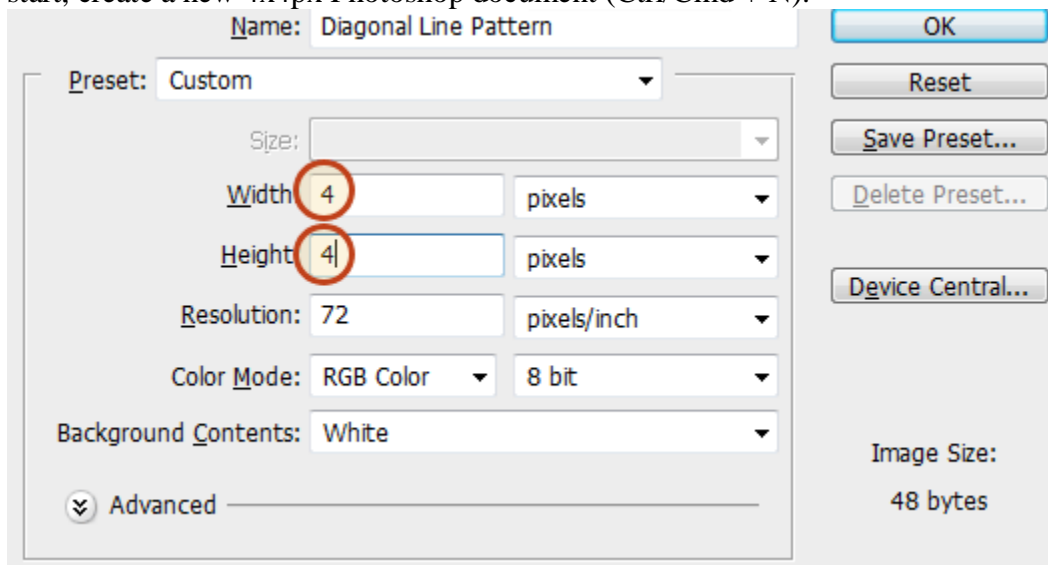 start, create a new 4x4px Photoshop document (Ctrl/Cmd + N).
Name: Diagonal Line Pattern OK
Preset: Custom Reset
Size: Save Preset...
Width 4 pixels Delete Preset...
Height 4 pixels
Device Central...
Resolution: 72 pixels/inch
Color Mode: RGB Color 8 bit
Background Contents: White
Image Size:
Advanced 48 bytes